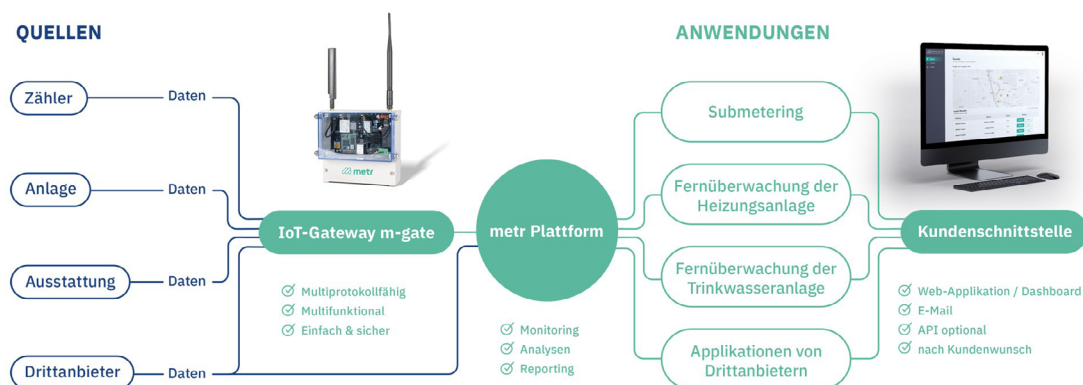 QUELLEN
Zähler
Daten
Anlage
Daten
Ausstattung
Daten
Drittanbieter
Daten
metr
IoT-Gateway m-gate
Multiprotokollfähig
Multifunktional
Einfach & sicher
metr Plattform
Monitoring
Analysen
Reporting
ANWENDUNGEN
Submetering
Fernüberwachung der
Heizungsanlage
Fernüberwachung der
Trinkwasseranlage
Applikationen von
Drittanbietern
Kundenschnittstelle
Web-Applikation / Dashboard
E-Mail
API optional
nach Kundenwunsch